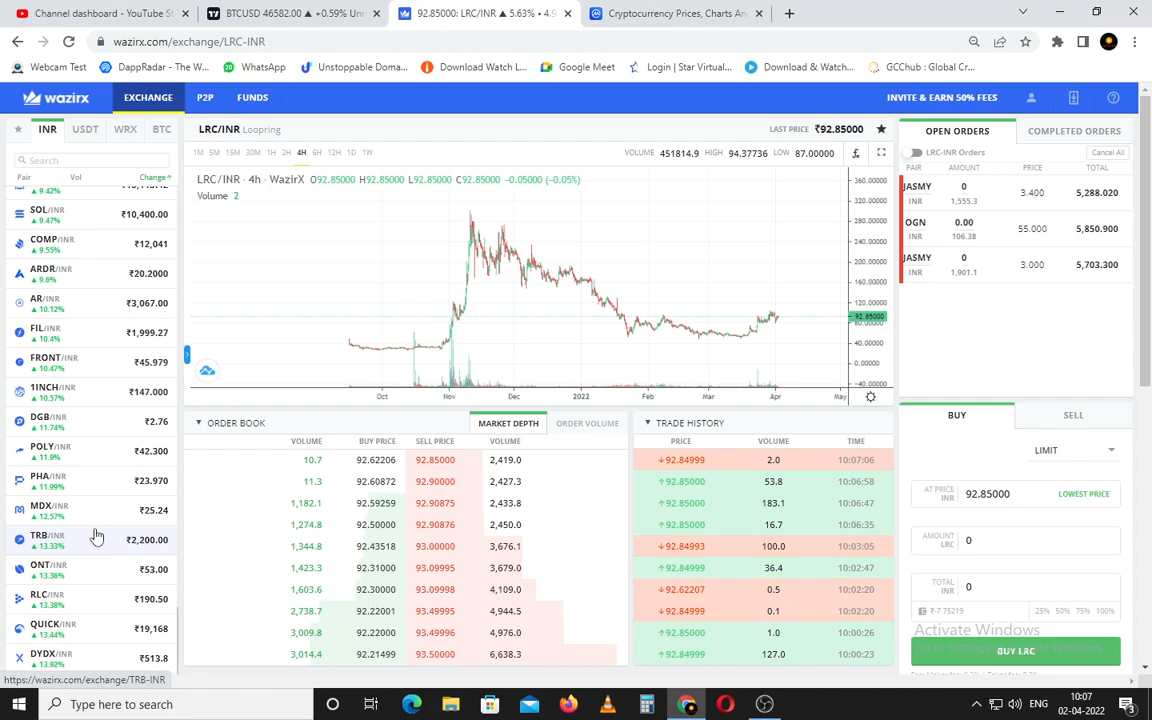 Channel dashboard - YouTube St
BTCUSD 46582.00 ▲ +0.59% Unn
92.85000: LRC/INR ▲ 5.63% • 4.9
Cryptocurrency Prices, Charts An
wazirx.com/exchange/LRC-INR
Webcam Test
DappRadar - The W...
20 WhatsApp
Unstoppable Doma...
Download Watch L...
Google Meet
Login | Star Virtual...
Download & Watch...
GCChub : Global Cr...
wazirx
EXCHANGE
P2P
FUNDS
INVITE & EARN 50% FEES
INR USDT WRX BTC
Search
Pair Vol Change
▲ 9.42%
SOL/INR ₹10,400.00
▲ 9.47%
COMP/INR ₹12,041
▲ 9.55%
ARDR/INR ₹20.2000
▲ 9.6%
AR/INR ₹3,067.00
▲ 10.12%
FIL/INR ₹1,999.27
▲ 10.4%
FRONT/INR ₹45.979
▲ 10.47%
1INCH/INR ₹147.000
▲ 10.57%
DGB/INR ₹2.76
▲ 11.74%
POLY/INR ₹42.300
▲ 11.9%
PHA/INR ₹23.970
▲ 11.99%
MDX/INR ₹25.24
▲ 12.57%
TRB/INR ₹2,200.00
▲ 13.33%
ONT/INR ₹53.00
▲ 13.36%
RLC/INR ₹190.50
▲ 13.38%
QUICK/INR ₹19,168
▲ 13.44%
DYDX/INR ₹513.8
▲ 13.92%
https://wazirx.com/exchange/TRB-INR
LRC/INR Loopring
LAST PRICE ₹92.85000
1M 5M 15M 30M 1H 2H 4H 6H 12H 1D 1W
VOLUME 451814.9 HIGH 94.37736 LOW 87.00000
LRC/INR · 4h · WazirX O92.85000 H92.85000 L92.85000 C92.85000 -0.05000 (-0.05%)
Volume 2
360.00000
320.00000
280.00000
240.00000
200.00000
160.00000
120.00000
92.85000
80.00000
40.00000
0.00000
-40.00000
Oct Nov Dec 2022 Feb Mar Apr May
ORDER BOOK
MARKET DEPTH
ORDER VOLUME
VOLUME BUY PRICE SELL PRICE VOLUME
10.7 92.62206 92.85000 2,419.0
11.3 92.60872 92.90000 2,427.3
1,182.1 92.59259 92.90875 2,433.8
1,274.8 92.50000 92.90876 2,450.0
1,344.8 92.43518 93.00000 3,676.1
1,423.3 92.31000 93.09995 3,679.0
1,603.6 92.30000 93.09998 4,109.0
2,738.7 92.22001 93.49995 4,944.5
3,009.8 92.22000 93.49996 4,976.0
3,014.4 92.21499 93.50000 6,638.3
TRADE HISTORY
PRICE VOLUME TIME
↓92.84999 2.0 10:07:06
↑92.85000 53.8 10:06:58
↑92.85000 183.1 10:06:47
↑92.85000 16.7 10:06:35
↓92.84993 100.0 10:03:05
↑92.84999 36.4 10:02:47
↓92.62207 0.5 10:02:20
↓92.84999 0.1 10:02:20
↑92.85000 1.0 10:00:26
↑92.84999 127.0 10:00:23
OPEN ORDERS
COMPLETED ORDERS
LRC-INR Orders
Cancel All
PAIR AMOUNT PRICE TOTAL
JASMY 0 3.400 5,288.020
INR 1,555.3
OGN 0.00 55.000 5,850.900
INR 106.38
JASMY 0 3.000 5,703.300
INR 1,901.1
BUY
SELL
LIMIT
AT PRICE INR 92.85000 LOWEST PRICE
AMOUNT LRC 0
TOTAL INR 0
₹-7.75219 25% 50% 75% 100%
Activate Windows
BUY LRC
Type here to search
ENG
10:07
02-04-2022
3